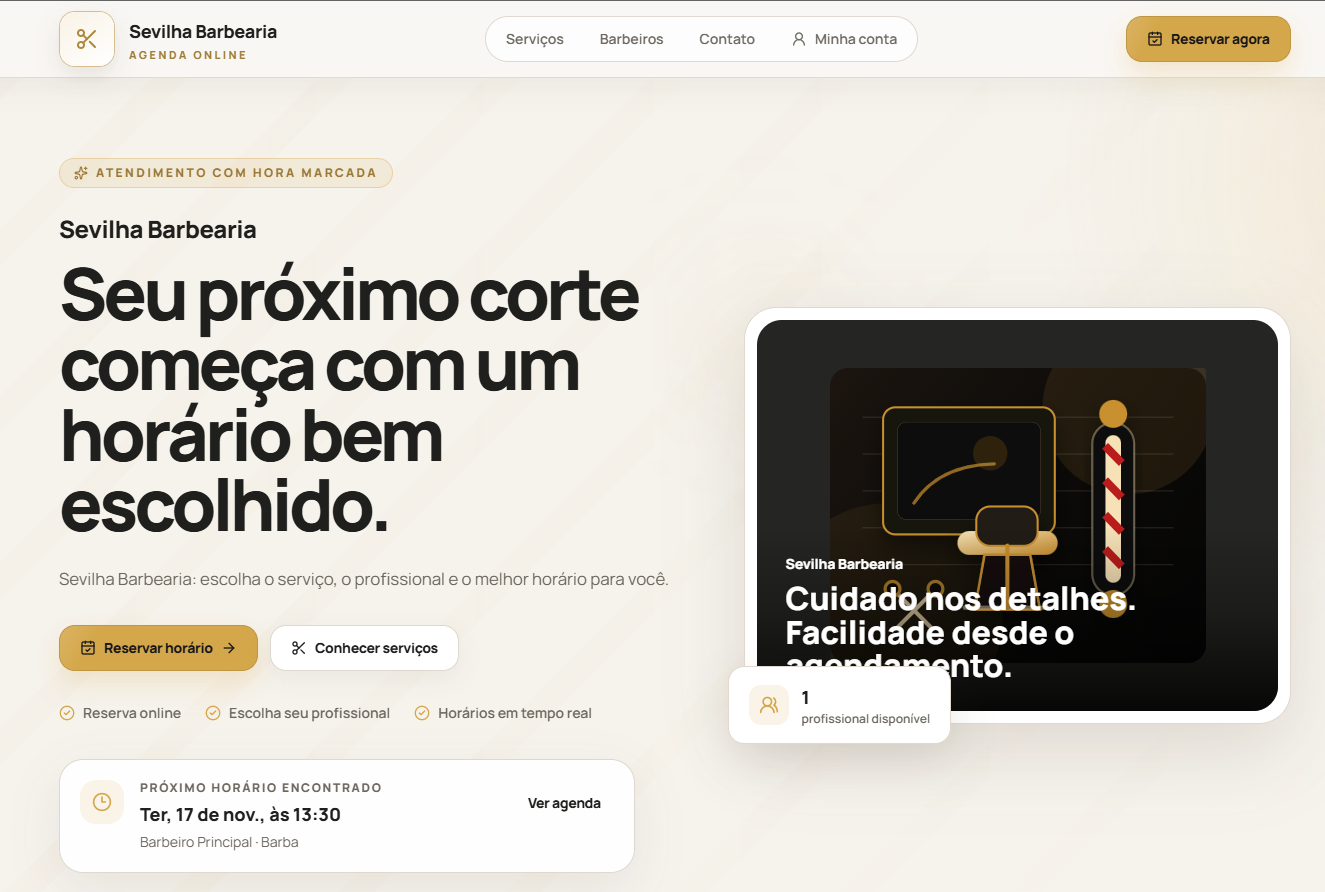 Sevilha Barbearia
AGENDA ONLINE
Serviços
Barbeiros
Contato
Minha conta
Reservar agora
ATENDIMENTO COM HORA MARCADA
Sevilha Barbearia
Seu próximo corte
começa com um
horário bem
escolhido.
Sevilha Barbearia: escolha o serviço, o profissional e o melhor horário para você.
Reservar horário
Conhecer serviços
Reserva online
Escolha seu profissional
Horários em tempo real
PRÓXIMO HORÁRIO ENCONTRADO
Ter, 17 de nov., às 13:30
Barbeiro Principal · Barba
Ver agenda
Sevilha Barbearia
Cuidado nos detalhes.
Facilidade desde o
agendamento.
1
profissional disponível